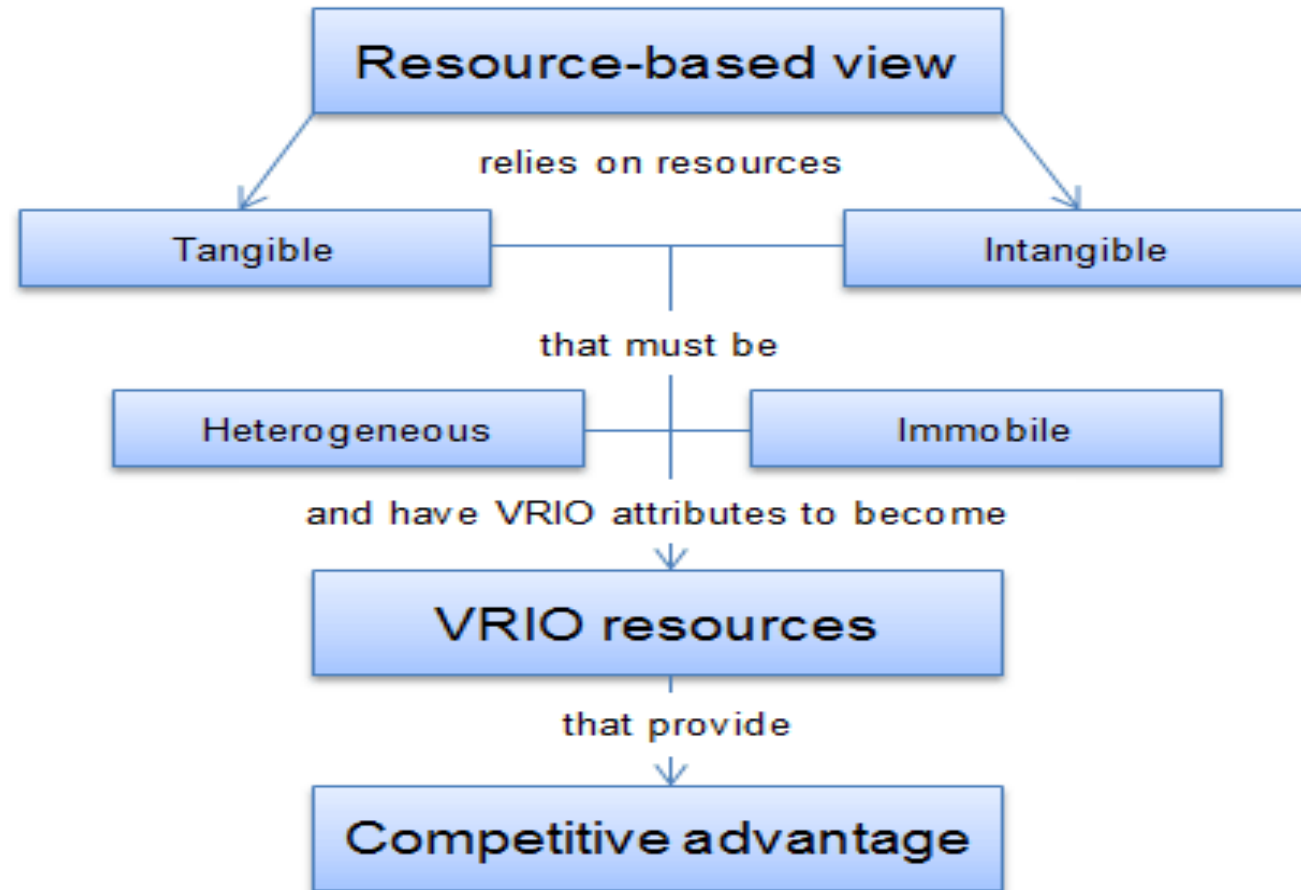 Resource-based view
relies on resources
Tangible
Intangible
that must be
Heterogeneous
Immobile
and have VRIO attributes to become
VRIO resources
that provide
Competitive advantage